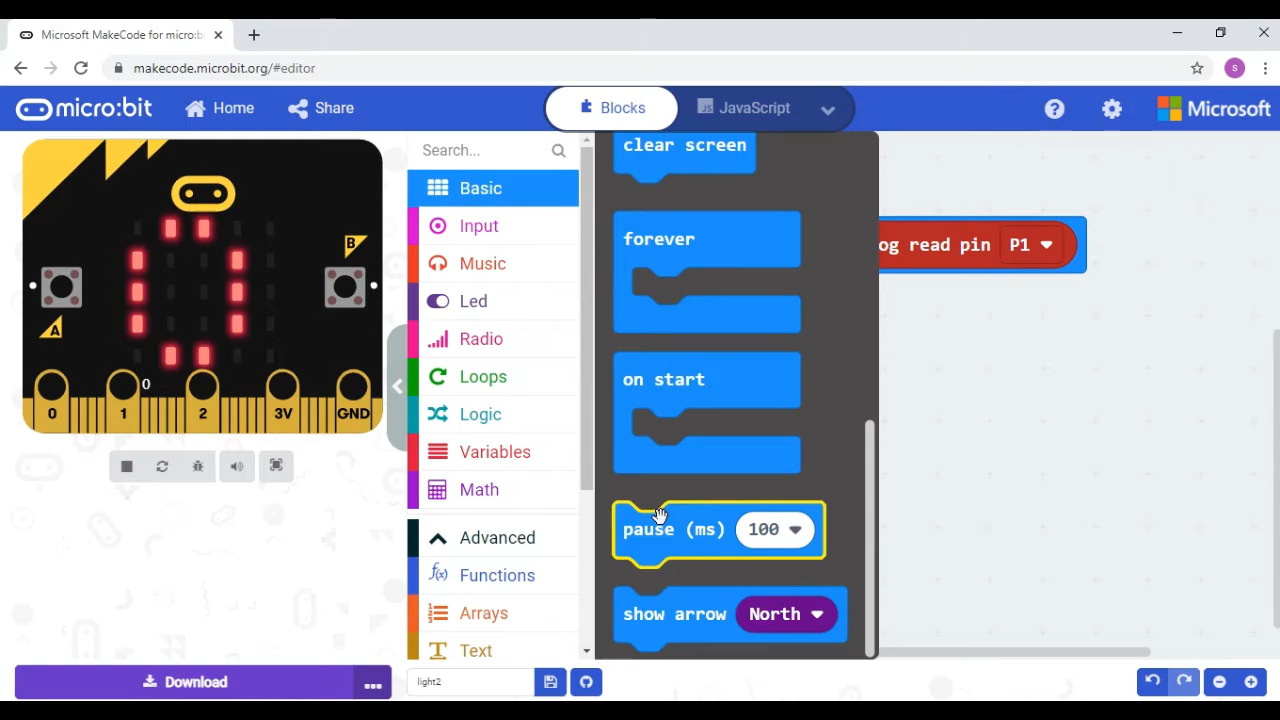 Microsoft MakeCode for micro:b
makecode.microbit.org/#editor
S
micro:bit
Home
Share
Blocks
JS JavaScript
?
Microsoft
Search...
Basic
Input
Music
Led
Radio
Loops
Logic
Variables
Math
Advanced
f(x) Functions
Arrays
T Text
clear screen
forever
on start
pause (ms) 100
show arrow North
og read pin P1
A
B
0
0 1 2 3V GND
Download
...
light2